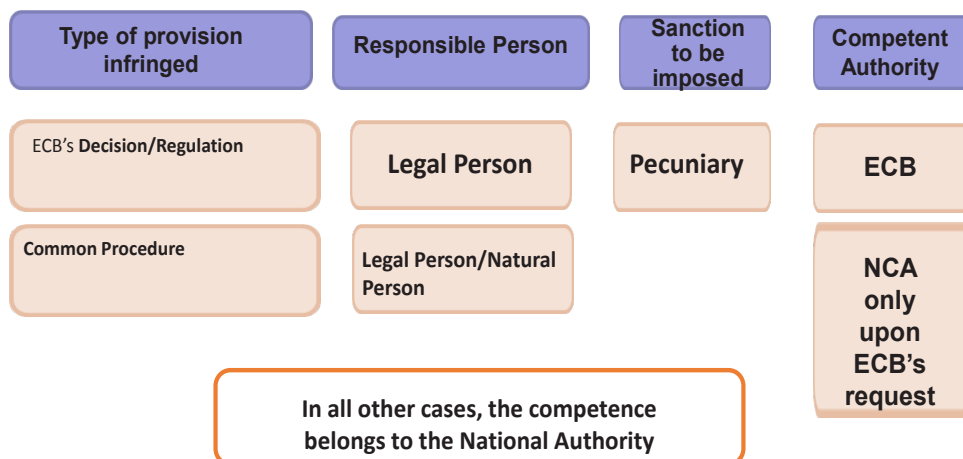 Type of provision
infringed
Responsible Person
Sanction
to be
imposed
Competent
Authority
ECB's Decision/Regulation
Legal Person
Pecuniary
ECB
Common Procedure
Legal Person/Natural
Person
NCA
only
upon
ECB's
request
In all other cases, the competence
belongs to the National Authority